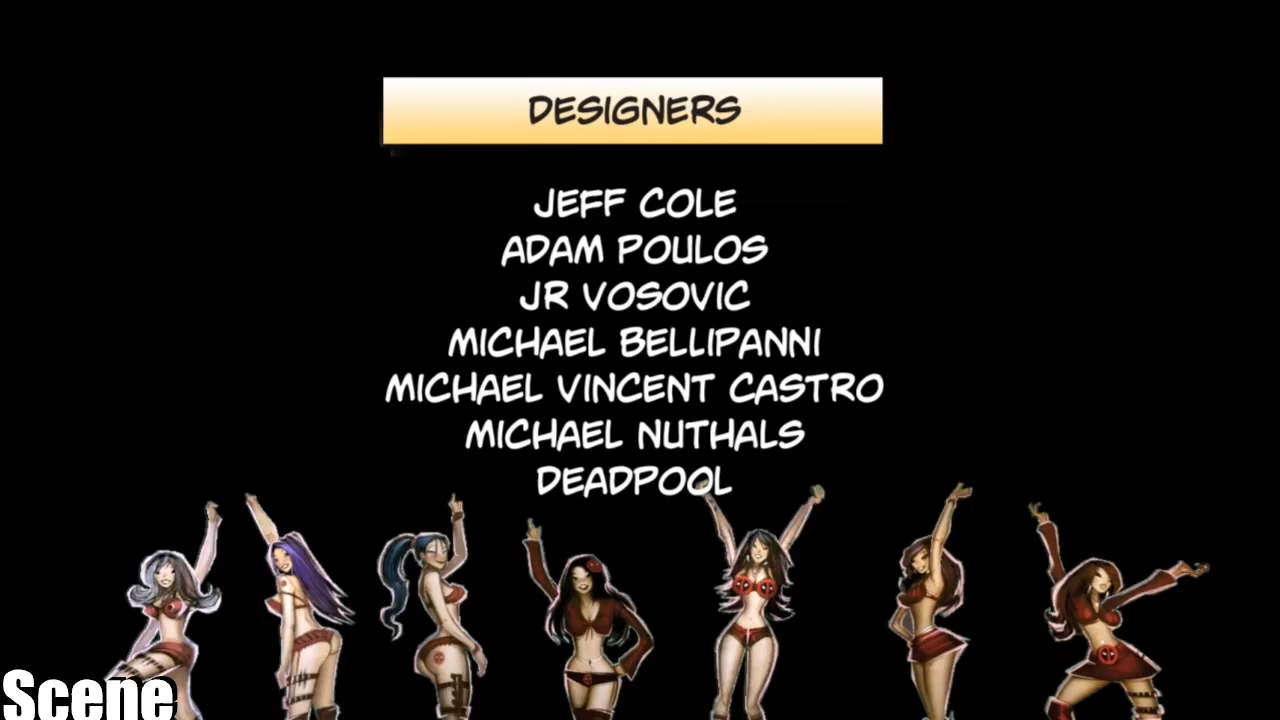 DESIGNERS
JEFF COLE
ADAM POULOS
JR VOSOVIC
MICHAEL BELLIPANNI
MICHAEL VINCENT CASTRO
MICHAEL NUTHALS
DEADPOOL
Scene